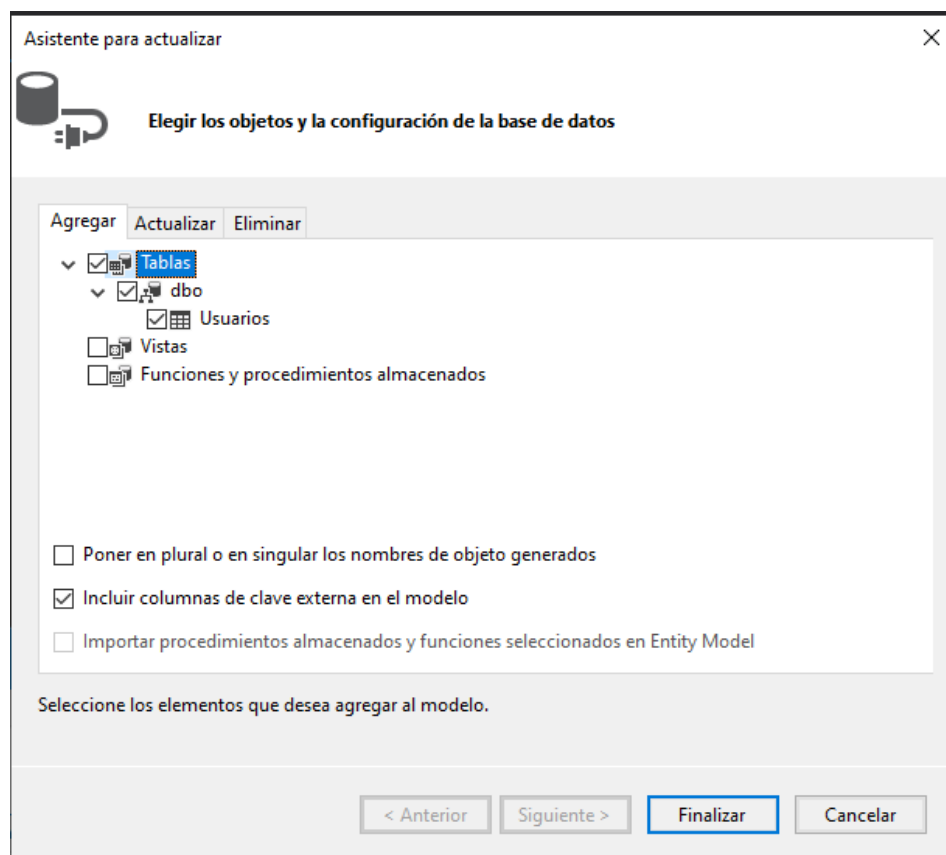 Asistente para actualizar
Elegir los objetos y la configuración de la base de datos
Agregar Actualizar Eliminar
Tablas
dbo
Usuarios
Vistas
Funciones y procedimientos almacenados
Poner en plural o en singular los nombres de objeto generados
Incluir columnas de clave externa en el modelo
Importar procedimientos almacenados y funciones seleccionados en Entity Model
Seleccione los elementos que desea agregar al modelo.
< Anterior Siguiente > Finalizar Cancelar